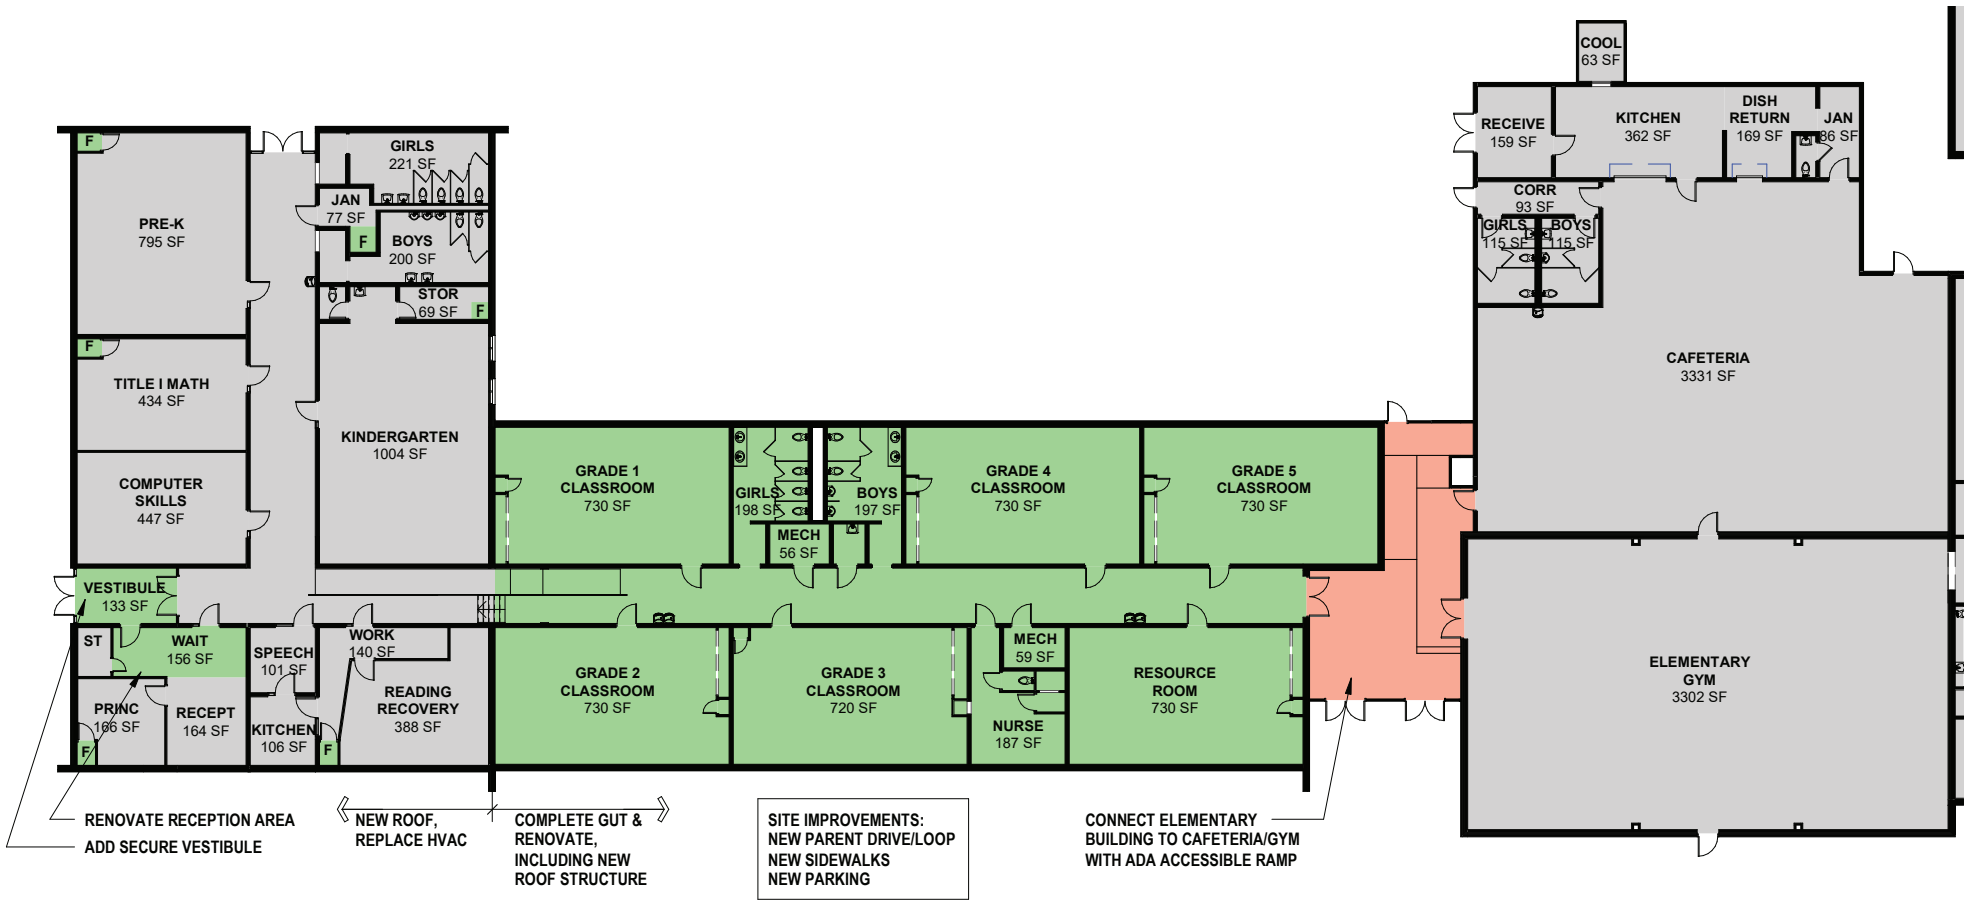 COOL
63 SF
RECEIVE
159 SF
KITCHEN
362 SF
DISH
RETURN
169 SF
JAN
86 SF
CORR
93 SF
GIRLS
115 SF
BOYS
115 SF
CAFETERIA
3331 SF
ELEMENTARY
GYM
3302 SF
F
PRE-K
795 SF
GIRLS
221 SF
JAN
77 SF
F
BOYS
200 SF
STOR
69 SF
F
F
TITLE I MATH
434 SF
COMPUTER
SKILLS
447 SF
KINDERGARTEN
1004 SF
VESTIBULE
133 SF
ST
WAIT
156 SF
SPEECH
101 SF
WORK
140 SF
PRINC
166 SF
F
RECEPT
164 SF
KITCHEN
106 SF
F
READING
RECOVERY
388 SF
GRADE 1
CLASSROOM
730 SF
GIRLS
198 SF
MECH
56 SF
BOYS
197 SF
GRADE 4
CLASSROOM
730 SF
GRADE 5
CLASSROOM
730 SF
GRADE 2
CLASSROOM
730 SF
GRADE 3
CLASSROOM
720 SF
MECH
59 SF
NURSE
187 SF
RESOURCE
ROOM
730 SF
RENOVATE RECEPTION AREA
ADD SECURE VESTIBULE
NEW ROOF,
REPLACE HVAC
COMPLETE GUT &
RENOVATE,
INCLUDING NEW
ROOF STRUCTURE
SITE IMPROVEMENTS:
NEW PARENT DRIVE/LOOP
NEW SIDEWALKS
NEW PARKING
CONNECT ELEMENTARY
BUILDING TO CAFETERIA/GYM
WITH ADA ACCESSIBLE RAMP